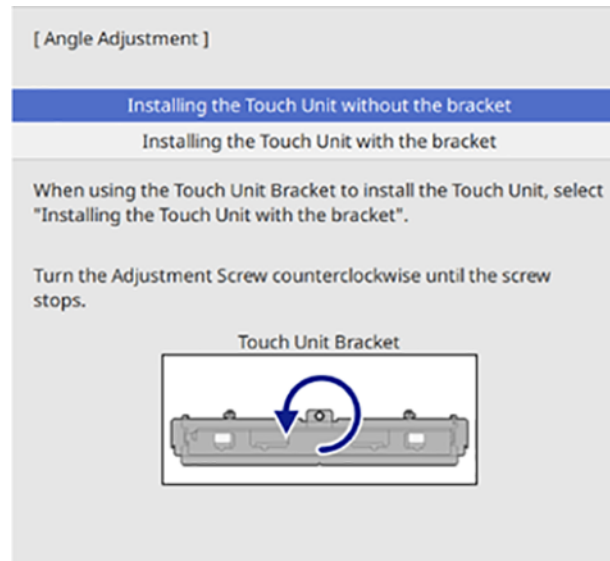 [ Angle Adjustment ]
Installing the Touch Unit without the bracket
Installing the Touch Unit with the bracket
When using the Touch Unit Bracket to install the Touch Unit, select
"Installing the Touch Unit with the bracket".
Turn the Adjustment Screw counterclockwise until the screw
stops.
Touch Unit Bracket